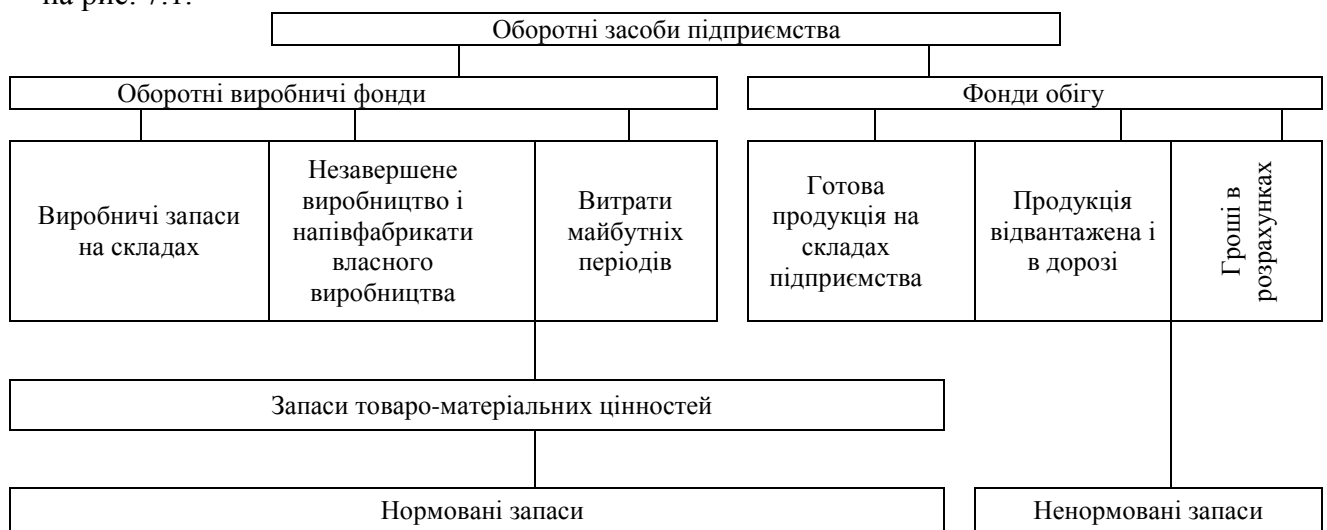 на рис. 7.1.
Оборотні засоби підприємства
Оборотні виробничі фонди
Фонди обігу
Виробничі запаси
на складах
Незавершене
виробництво і
напівфабрикати
власного
виробництва
Витрати
майбутніх
періодів
Готова
продукція на
складах
підприємства
Продукція
відвантажена і
в дорозі
Гроші в
розрахунках
Запаси товаро-матеріальних цінностей
Нормовані запаси
Ненормовані запаси